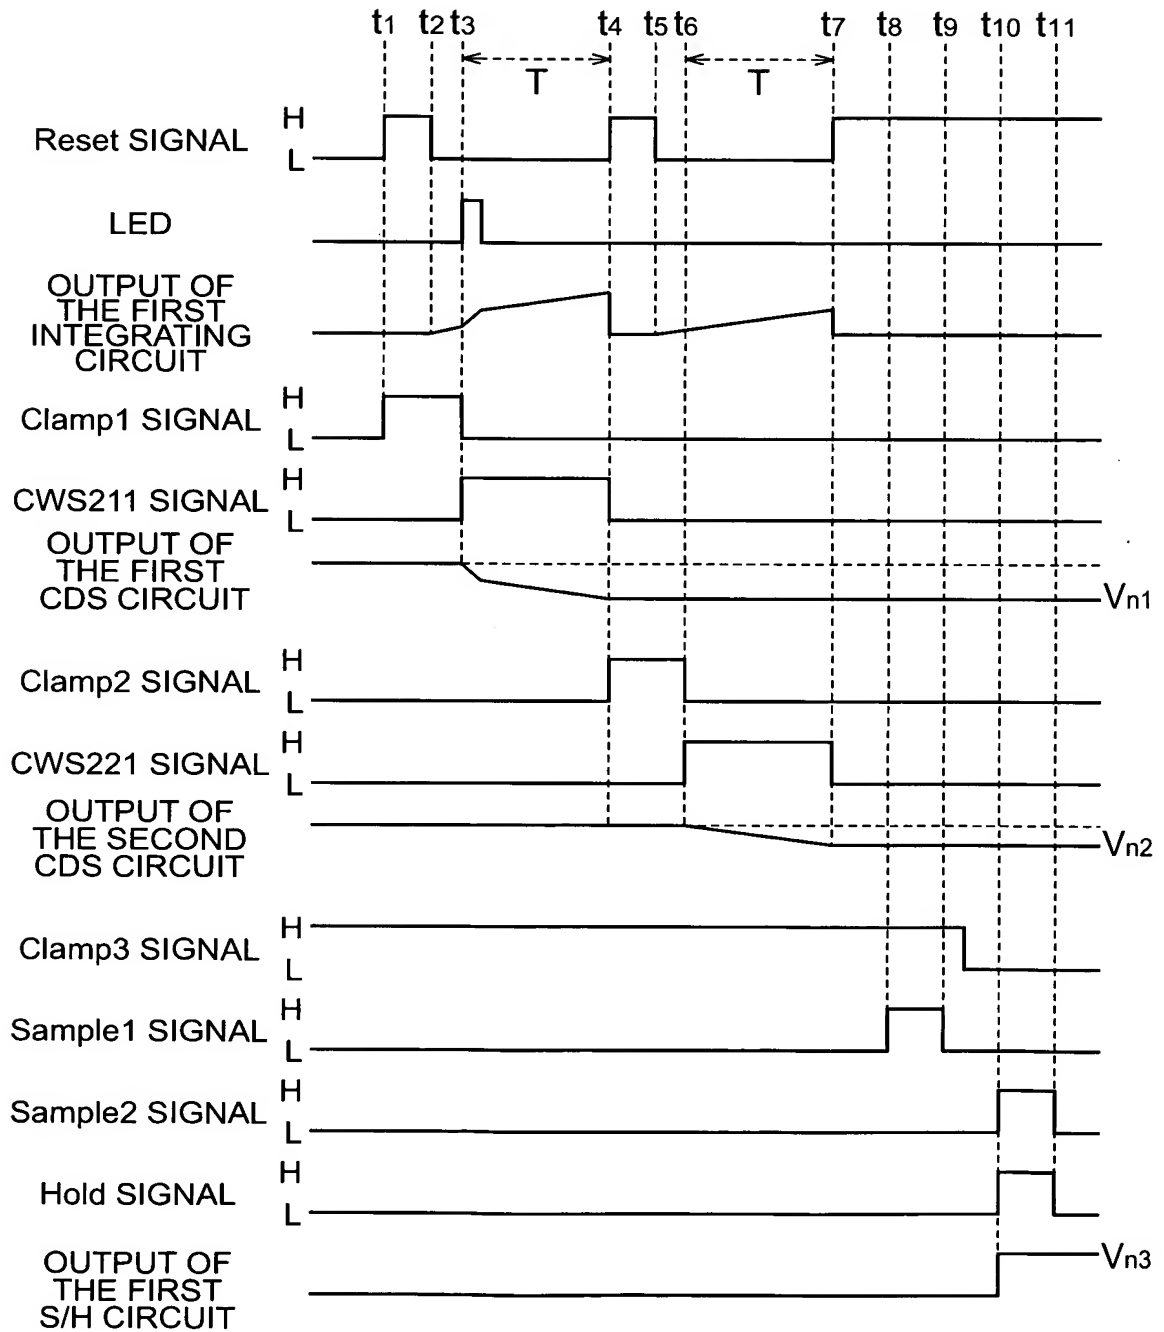 t1 t2 t3 t4 t5 t6 t7 t8 t9 t10 t11
T T
Reset SIGNAL H
L
LED
OUTPUT OF
THE FIRST
INTEGRATING
CIRCUIT
Clamp1 SIGNAL H
L
CWS211 SIGNAL H
L
OUTPUT OF
THE FIRST
CDS CIRCUIT
Vn1
Clamp2 SIGNAL H
L
CWS221 SIGNAL H
L
OUTPUT OF
THE SECOND
CDS CIRCUIT
Vn2
Clamp3 SIGNAL H
L
Sample1 SIGNAL H
L
Sample2 SIGNAL H
L
Hold SIGNAL H
L
OUTPUT OF
THE FIRST
S/H CIRCUIT
Vn3